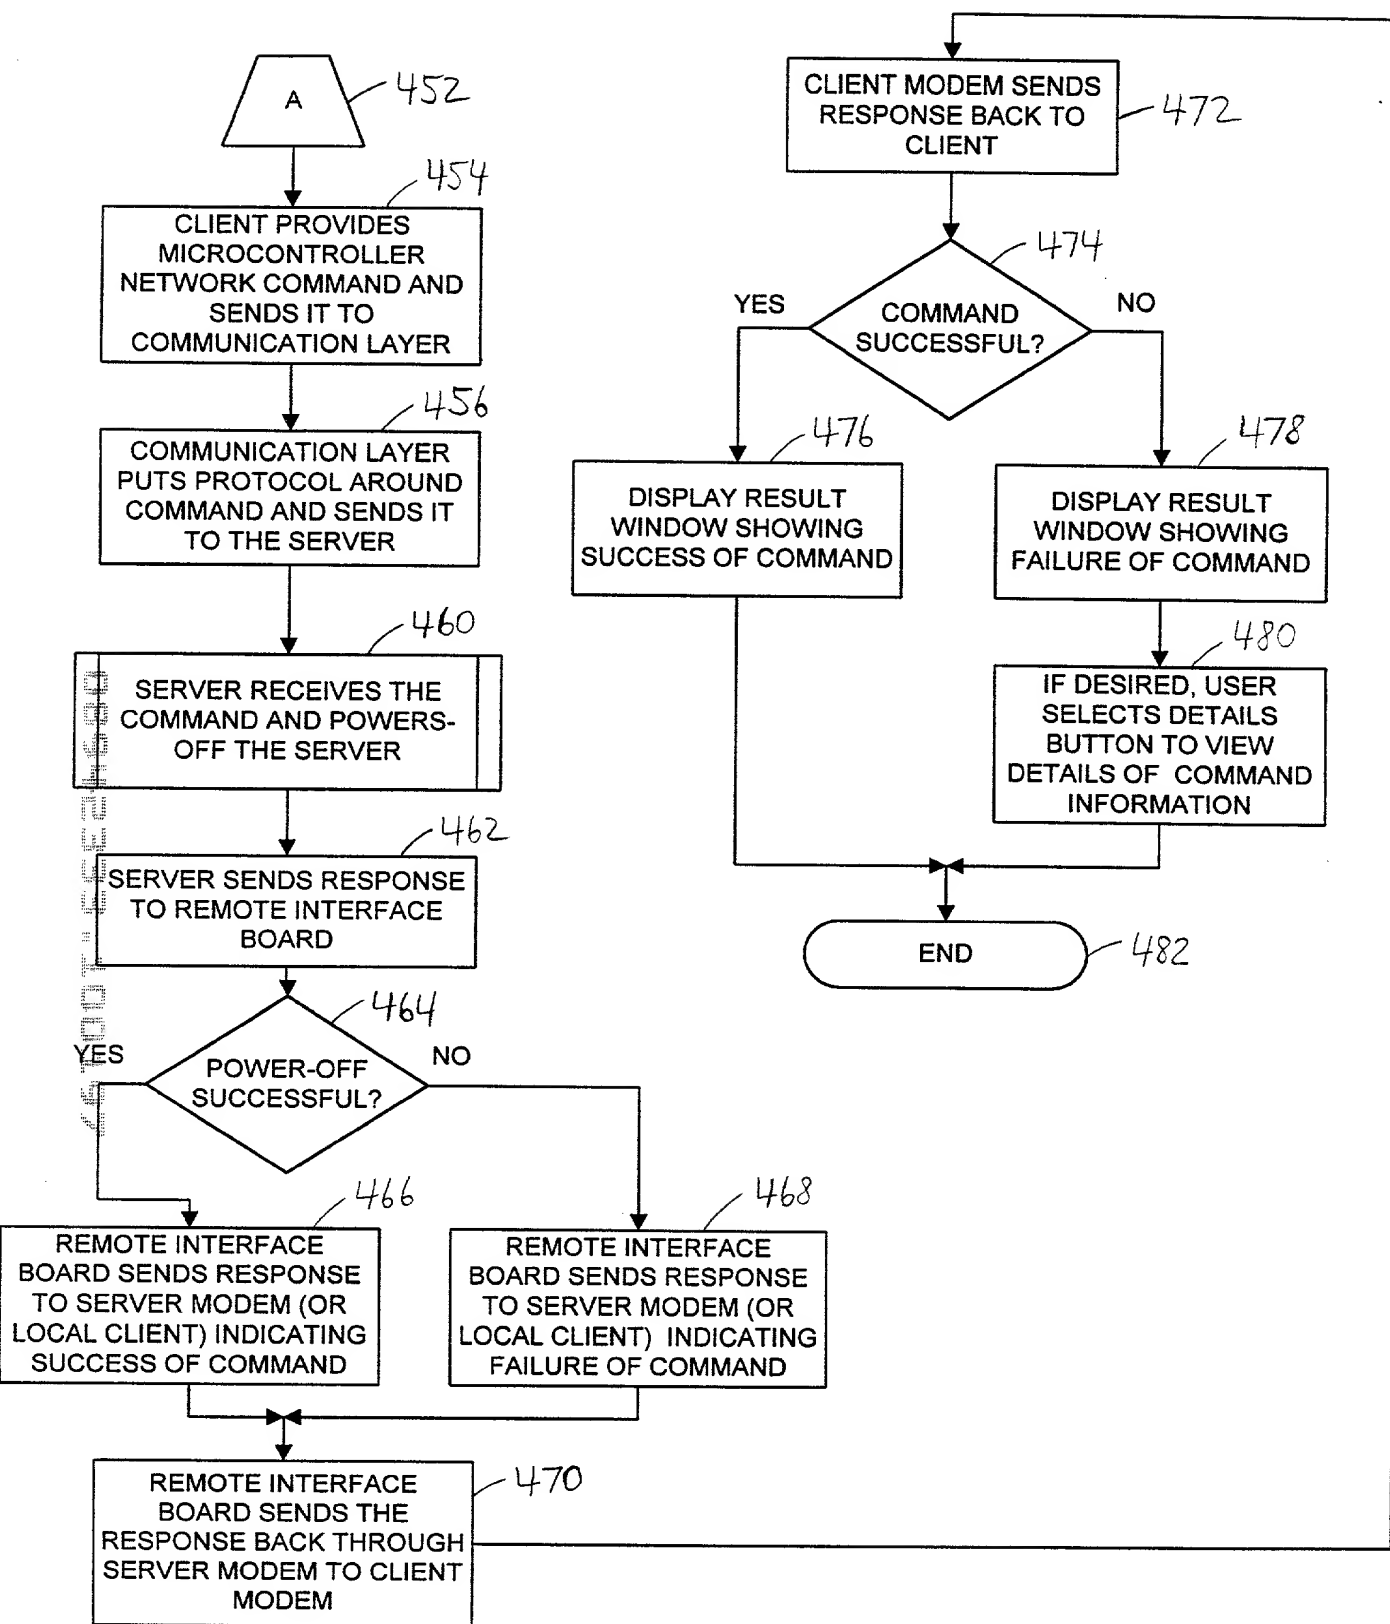 A
452
454
CLIENT PROVIDES
MICROCONTROLLER
NETWORK COMMAND AND
SENDS IT TO
COMMUNICATION LAYER
456
COMMUNICATION LAYER
PUTS PROTOCOL AROUND
COMMAND AND SENDS IT
TO THE SERVER
460
SERVER RECEIVES THE
COMMAND AND POWERS-
OFF THE SERVER
462
SERVER SENDS RESPONSE
TO REMOTE INTERFACE
BOARD
464
YES
NO
POWER-OFF
SUCCESSFUL?
466
REMOTE INTERFACE
BOARD SENDS RESPONSE
TO SERVER MODEM (OR
LOCAL CLIENT) INDICATING
SUCCESS OF COMMAND
468
REMOTE INTERFACE
BOARD SENDS RESPONSE
TO SERVER MODEM (OR
LOCAL CLIENT) INDICATING
FAILURE OF COMMAND
470
REMOTE INTERFACE
BOARD SENDS THE
RESPONSE BACK THROUGH
SERVER MODEM TO CLIENT
MODEM
CLIENT MODEM SENDS
RESPONSE BACK TO
CLIENT
472
474
YES
NO
COMMAND
SUCCESSFUL?
476
DISPLAY RESULT
WINDOW SHOWING
SUCCESS OF COMMAND
478
DISPLAY RESULT
WINDOW SHOWING
FAILURE OF COMMAND
480
IF DESIRED, USER
SELECTS DETAILS
BUTTON TO VIEW
DETAILS OF COMMAND
INFORMATION
END
482